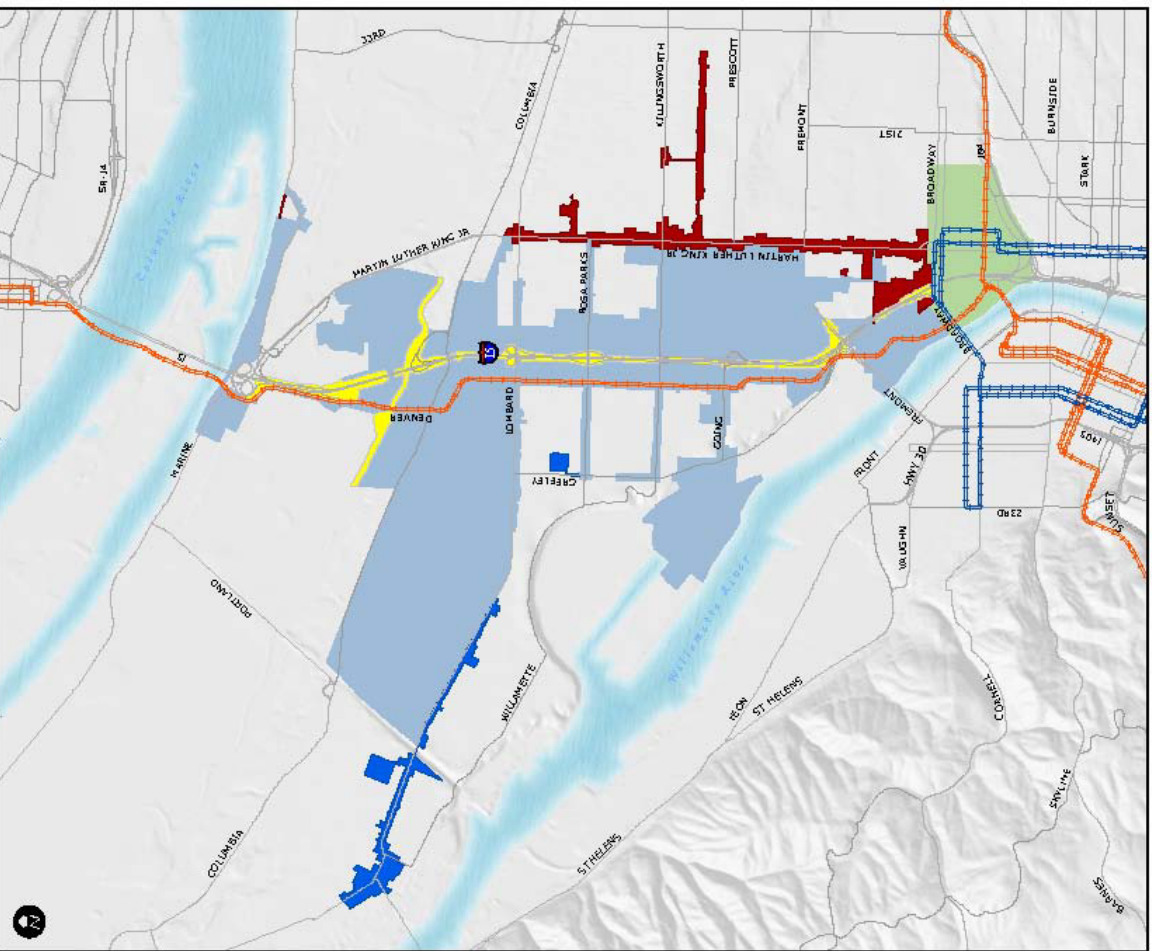 33RD
COLUMBIA
KILLINGSWORTH
PRESCOTT
FREMONT
21ST
BROADWAY
I84
BURNSIDE
STARK
SR-14
Columbia River
MARTIN LUTHER KING JR
MARTIN LUTHER KING JR
ROSA PARKS
I5
DENVER
LOMBARD
GREELEY
GOING
BROADWAY
FREMONT
FRONT
HWY 30
I405
SUNSET
23RD
VAUGHN
MARINE
PORTLAND
WILLAMETTE
Willamette River
YEON
ST HELENS
CORNELL
SKYLINE
BARNES
COLUMBIA
ST HELENS
N